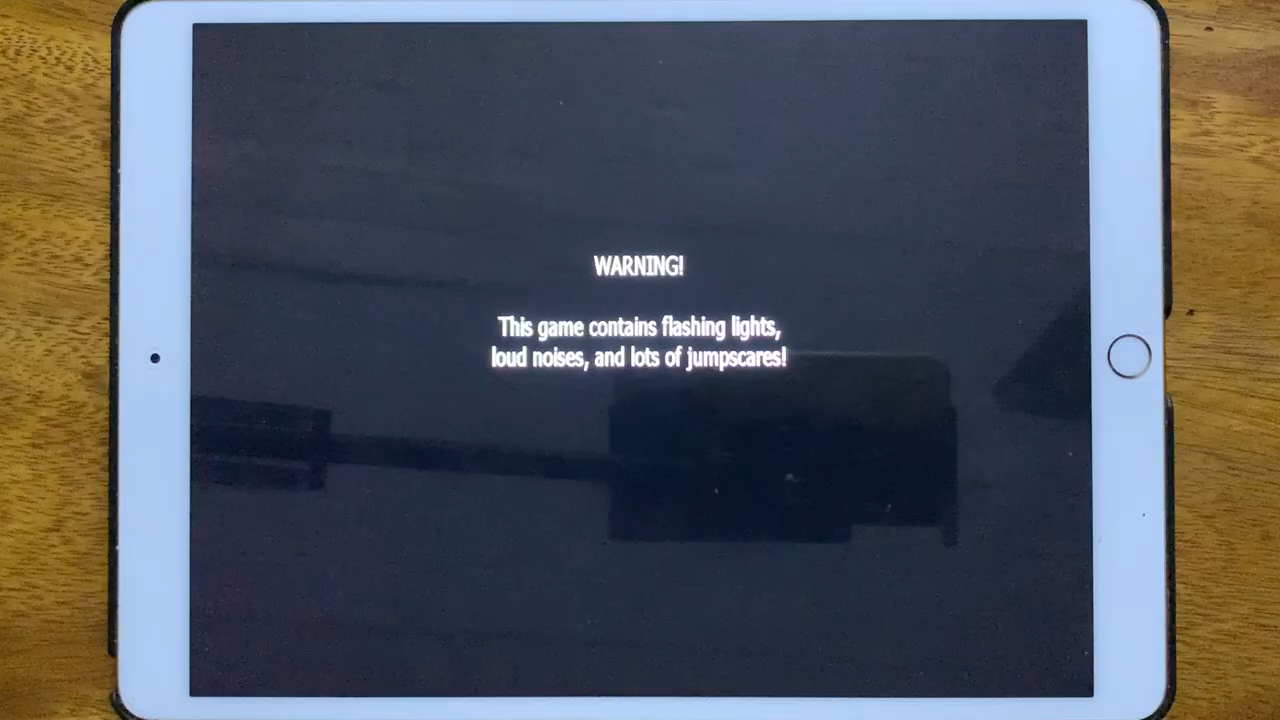 WARNING!
This game contains flashing lights,
loud noises, and lots of jumpscares!